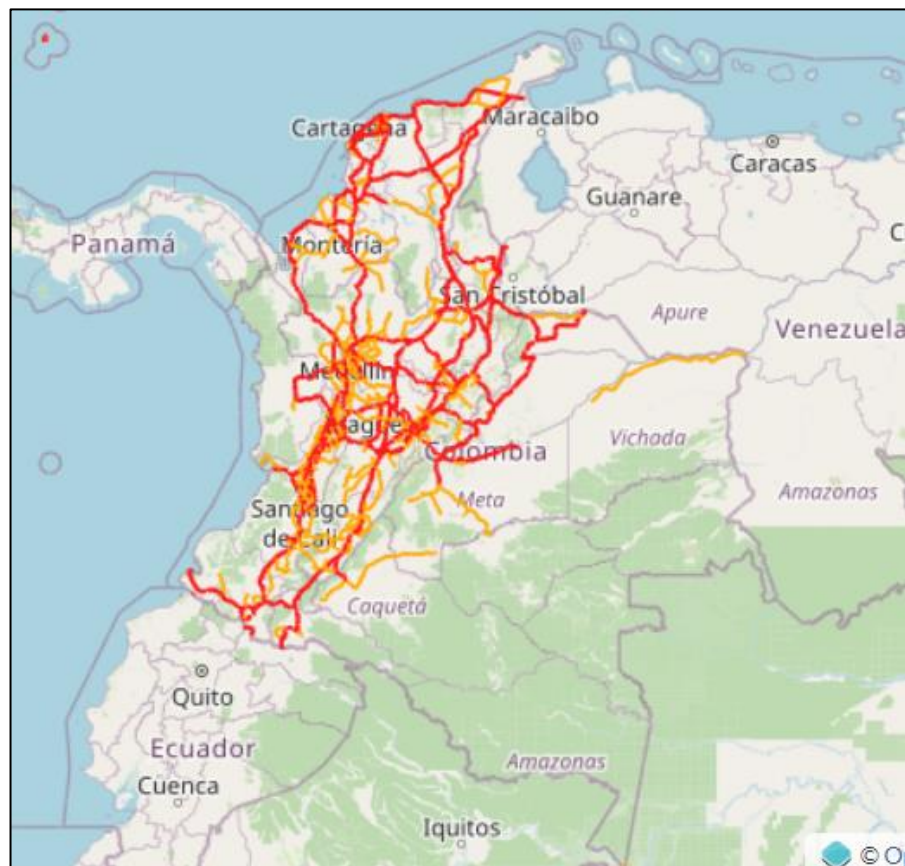 Cartagena
Maracaibo
Caracas
Guanare
Panamá
Montería
C
San Cristóbal
Apure
Venezuela
Medellín
Ibagué
Colombia
Vichada
Meta
Amazonas
Santiago
de Cali
Caquetá
Quito
Ecuador
Amazonas
Cuenca
Iquitos
© O